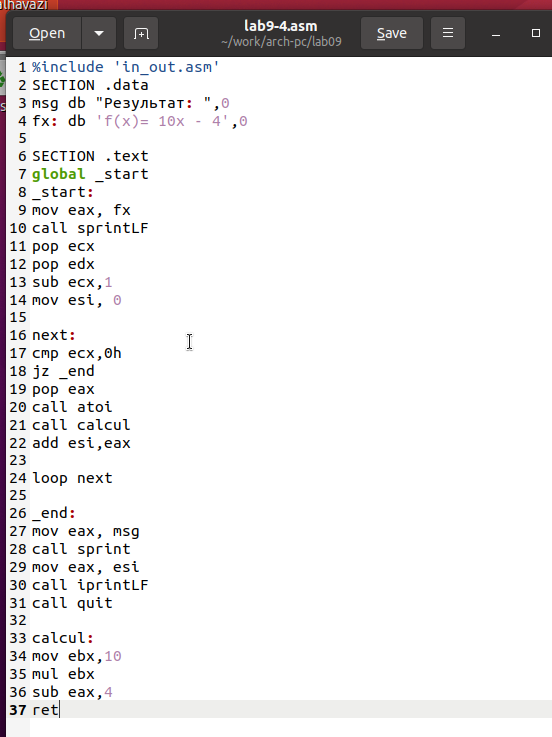 alhayazi
Open
lab9-4.asm
~/work/arch-pc/lab09
Save
1 %include 'in_out.asm'
2 SECTION .data
3 msg db "Результат: ",0
4 fx: db 'f(x)= 10x - 4',0
5
6 SECTION .text
7 global _start
8 _start:
9 mov eax, fx
10 call sprintLF
11 pop ecx
12 pop edx
13 sub ecx,1
14 mov esi, 0
15
16 next:
17 cmp ecx,0h
18 jz _end
19 pop eax
20 call atoi
21 call calcul
22 add esi,eax
23
24 loop next
25
26 _end:
27 mov eax, msg
28 call sprint
29 mov eax, esi
30 call iprintLF
31 call quit
32
33 calcul:
34 mov ebx,10
35 mul ebx
36 sub eax,4
37 ret